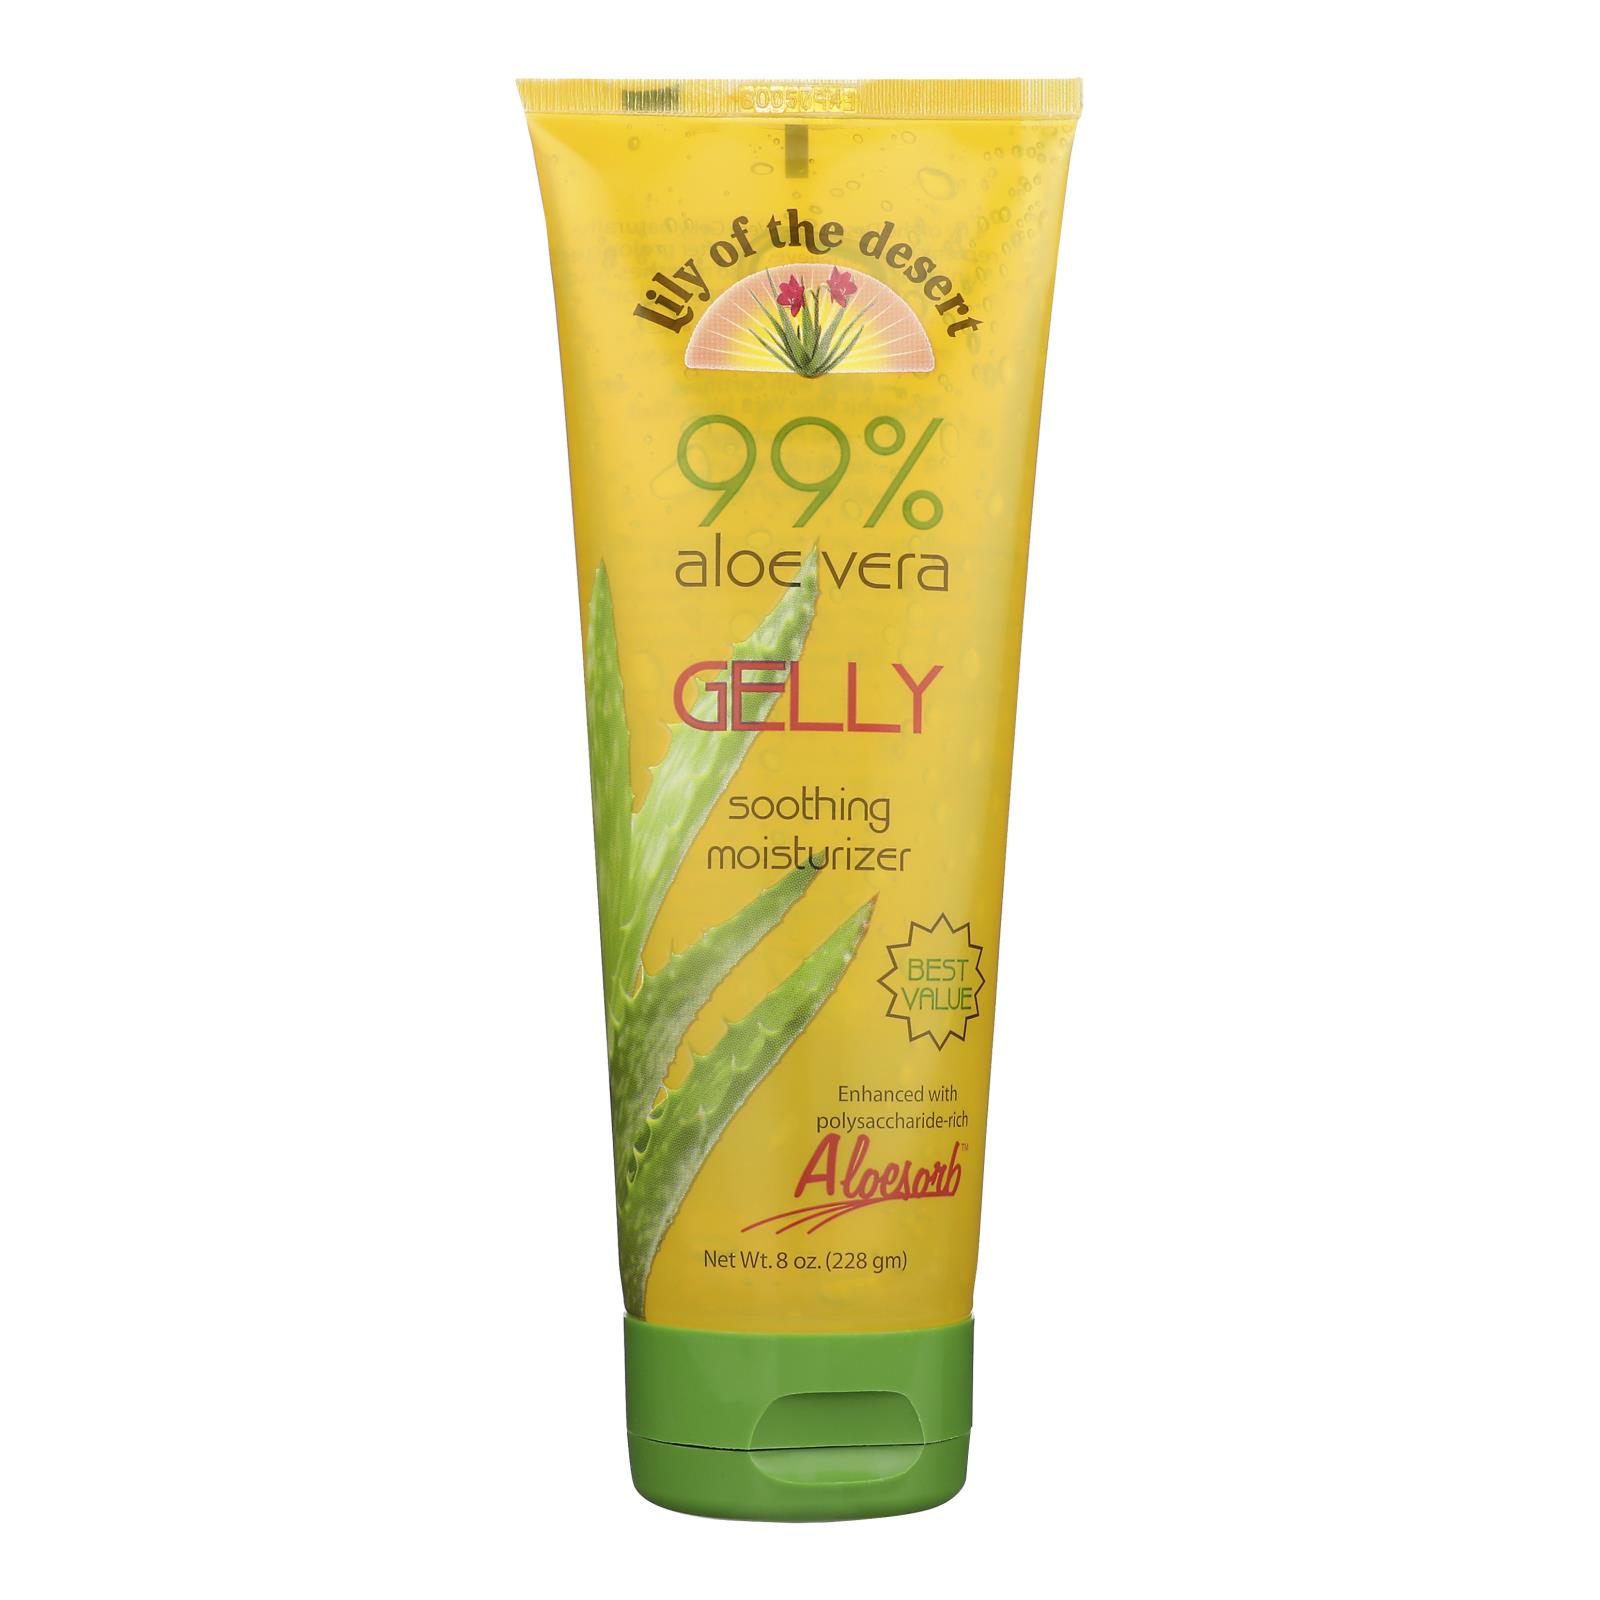 Lily of the desert
99%
aloe vera
GELLY
soothing
moisturizer
BEST
VALUE
Enhanced with
polysaccharide-rich
Aloesorb™
Net Wt. 8 oz. (228 gm)